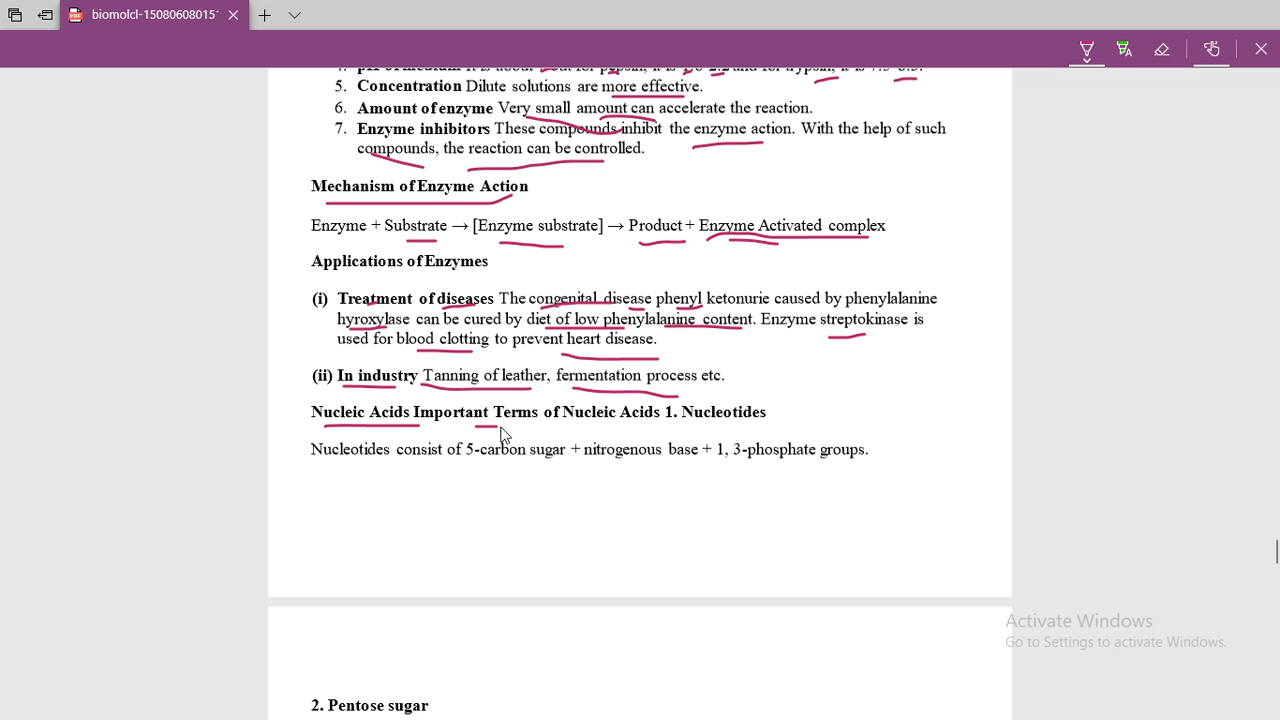 biomolcl-15080608015
5. Concentration Dilute solutions are more effective.
6. Amount of enzyme Very small amount can accelerate the reaction.
7. Enzyme inhibitors These compounds inhibit the enzyme action. With the help of such
compounds, the reaction can be controlled.
Mechanism of Enzyme Action
Enzyme + Substrate → [Enzyme substrate] → Product + Enzyme Activated complex
Applications of Enzymes
(i) Treatment of diseases The congenital disease phenyl ketonurie caused by phenylalanine
hyroxylase can be cured by diet of low phenylalanine content. Enzyme streptokinase is
used for blood clotting to prevent heart disease.
(ii) In industry Tanning of leather, fermentation process etc.
Nucleic Acids Important Terms of Nucleic Acids 1. Nucleotides
Nucleotides consist of 5-carbon sugar + nitrogenous base + 1, 3-phosphate groups.
Activate Windows
Go to Settings to activate Windows.
2. Pentose sugar